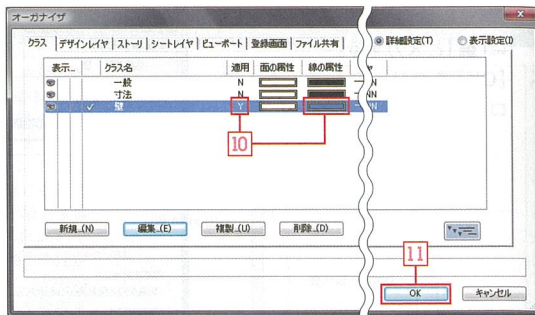 オーガナイザ
クラス デザインレイヤ ストーリ シートレイヤ ビューポート 登録画面 ファイル共有 詳細設定(T) 表示設定(I)
表示... クラス名 適用 面の属性 線の属性
一般 N
寸法 N NN
壁 Y
10
新規...(N) 編集...(E) 複製...(U) 削除...(D)
11
OK キャンセル